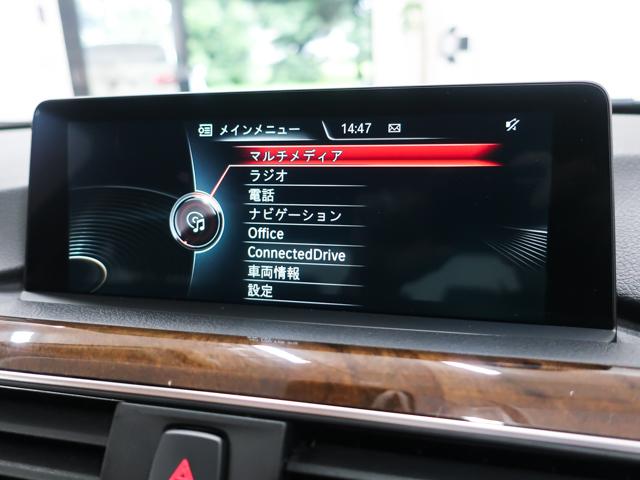 メインメニュー 14:47
マルチメディア
ラジオ
電話
ナビゲーション
Office
ConnectedDrive
車両情報
設定